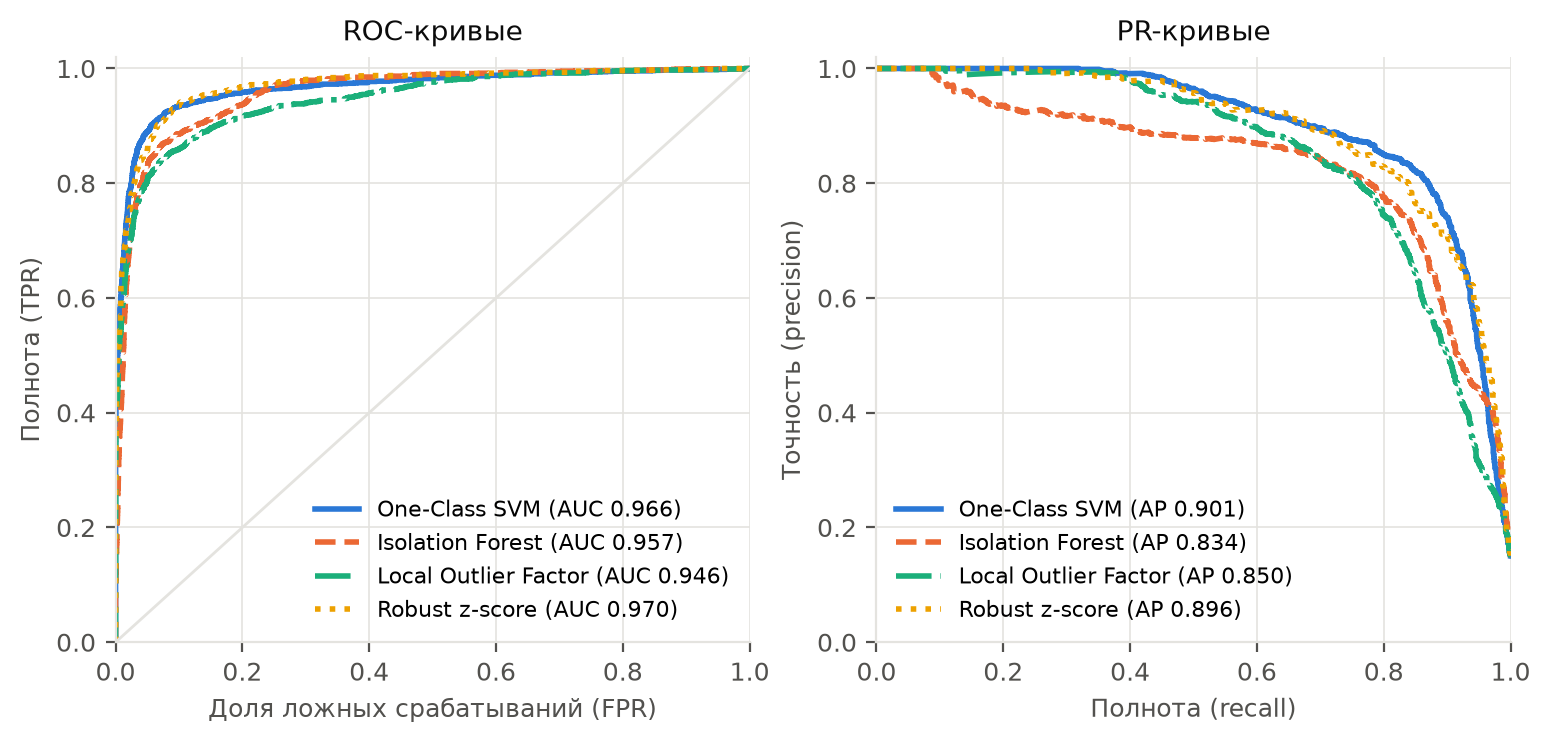 ROC-кривые
1.0
0.8
0.6
0.4
0.2
0.0
Полнота (TPR)
One-Class SVM (AUC 0.966)
Isolation Forest (AUC 0.957)
Local Outlier Factor (AUC 0.946)
Robust z-score (AUC 0.970)
0.0 0.2 0.4 0.6 0.8 1.0
Доля ложных срабатываний (FPR)
PR-кривые
1.0
0.8
0.6
0.4
0.2
0.0
Точность (precision)
One-Class SVM (AP 0.901)
Isolation Forest (AP 0.834)
Local Outlier Factor (AP 0.850)
Robust z-score (AP 0.896)
0.0 0.2 0.4 0.6 0.8 1.0
Полнота (recall)